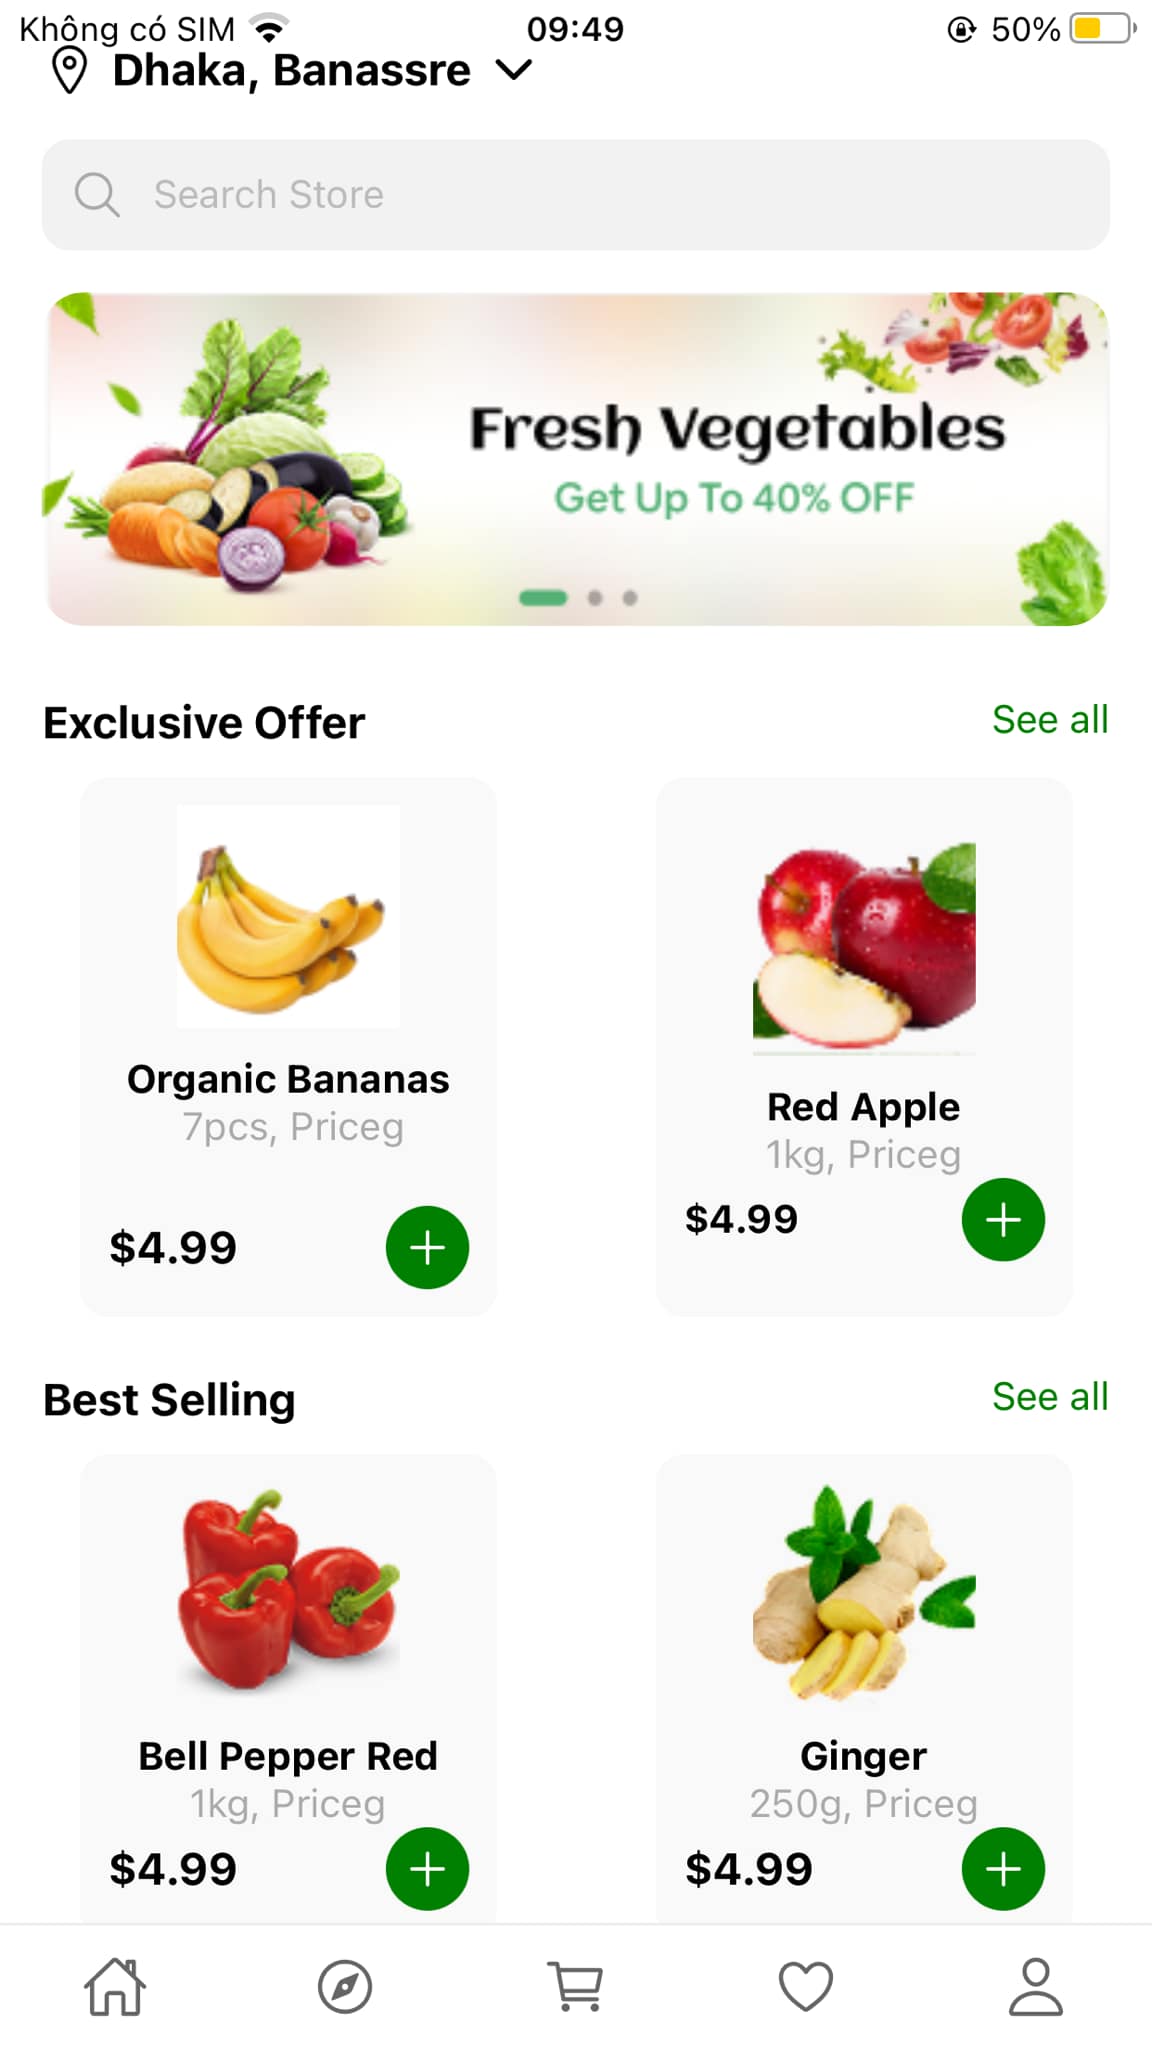 Không có SIM 09:49 50%
Dhaka, Banassre
Search Store
Fresh Vegetables
Get Up To 40% OFF
Exclusive Offer See all
Organic Bananas
7pcs, Priceg
$4.99
Red Apple
1kg, Priceg
$4.99
Best Selling See all
Bell Pepper Red
1kg, Priceg
$4.99
Ginger
250g, Priceg
$4.99